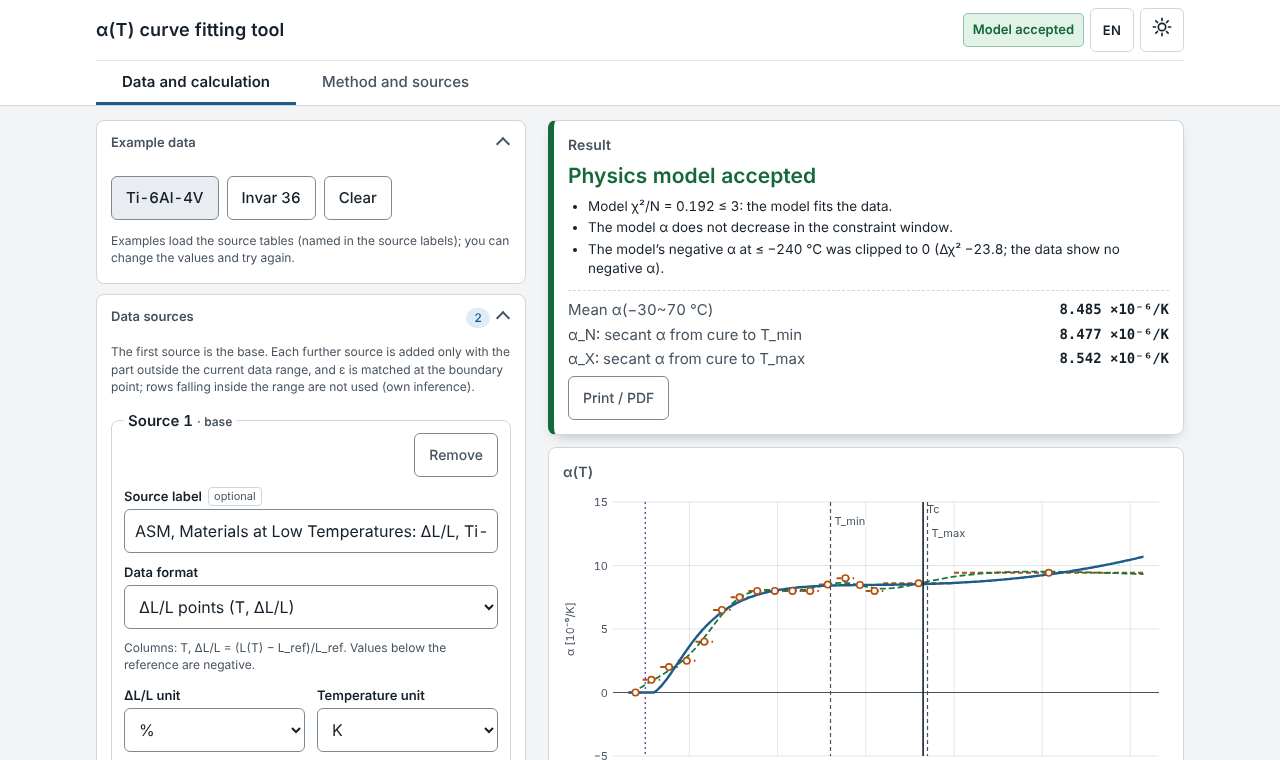 α(T) curve fitting tool
Model accepted
EN
Data and calculation
Method and sources
Example data
Ti-6Al-4V
Invar 36
Clear
Examples load the source tables (named in the source labels); you can
change the values and try again.
Data sources
2
The first source is the base. Each further source is added only with the
part outside the current data range, and ε is matched at the boundary
point; rows falling inside the range are not used (own inference).
Source 1 · base
Remove
Source label optional
ASM, Materials at Low Temperatures: ΔL/L, Ti-
Data format
ΔL/L points (T, ΔL/L)
Columns: T, ΔL/L = (L(T) − L_ref)/L_ref. Values below the
reference are negative.
ΔL/L unit
Temperature unit
%
K
Result
Physics model accepted
• Model χ²/N = 0.192 ≤ 3: the model fits the data.
• The model α does not decrease in the constraint window.
• The model's negative α at ≤ −240 °C was clipped to 0 (Δχ² −23.8; the data show no
negative α).
Mean α(−30~70 °C) 8.485 ×10⁻⁶/K
α_N: secant α from cure to T_min 8.477 ×10⁻⁶/K
α_X: secant α from cure to T_max 8.542 ×10⁻⁶/K
Print / PDF
α(T)
15
10
5
0
−5
α [10⁻⁶/K]
T_min
Tc
T_max